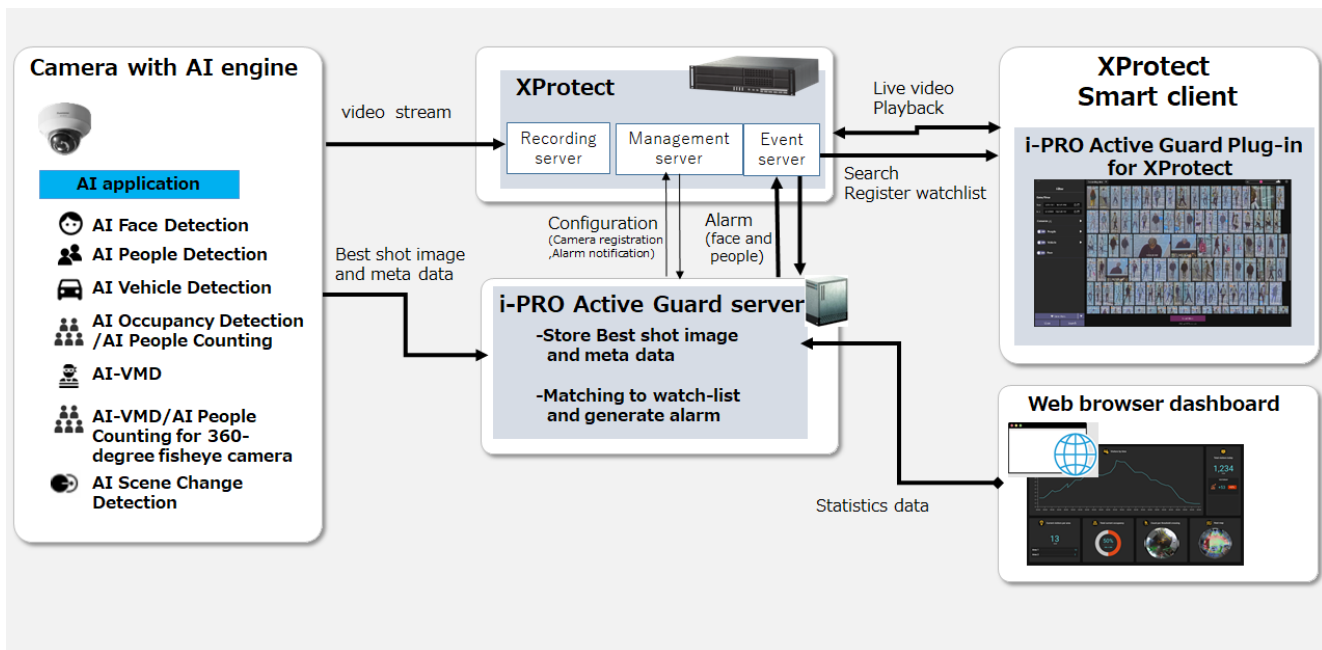 Camera with AI engine
AI application
AI Face Detection
AI People Detection
AI Vehicle Detection
AI Occupancy Detection
/AI People Counting
AI-VMD
AI-VMD/AI People
Counting for 360-
degree fisheye camera
AI Scene Change
Detection
video stream
Best shot image
and meta data
XProtect
Recording
server
Management
server
Event
server
Configuration
(Camera registration
,Alarm notification)
Alarm
(face and
people)
i-PRO Active Guard server
-Store Best shot image
and meta data
-Matching to watch-list
and generate alarm
Live video
Playback
Search
Register watchlist
XProtect
Smart client
i-PRO Active Guard Plug-in
for XProtect
Statistics data
Web browser dashboard
1,234
13
50%